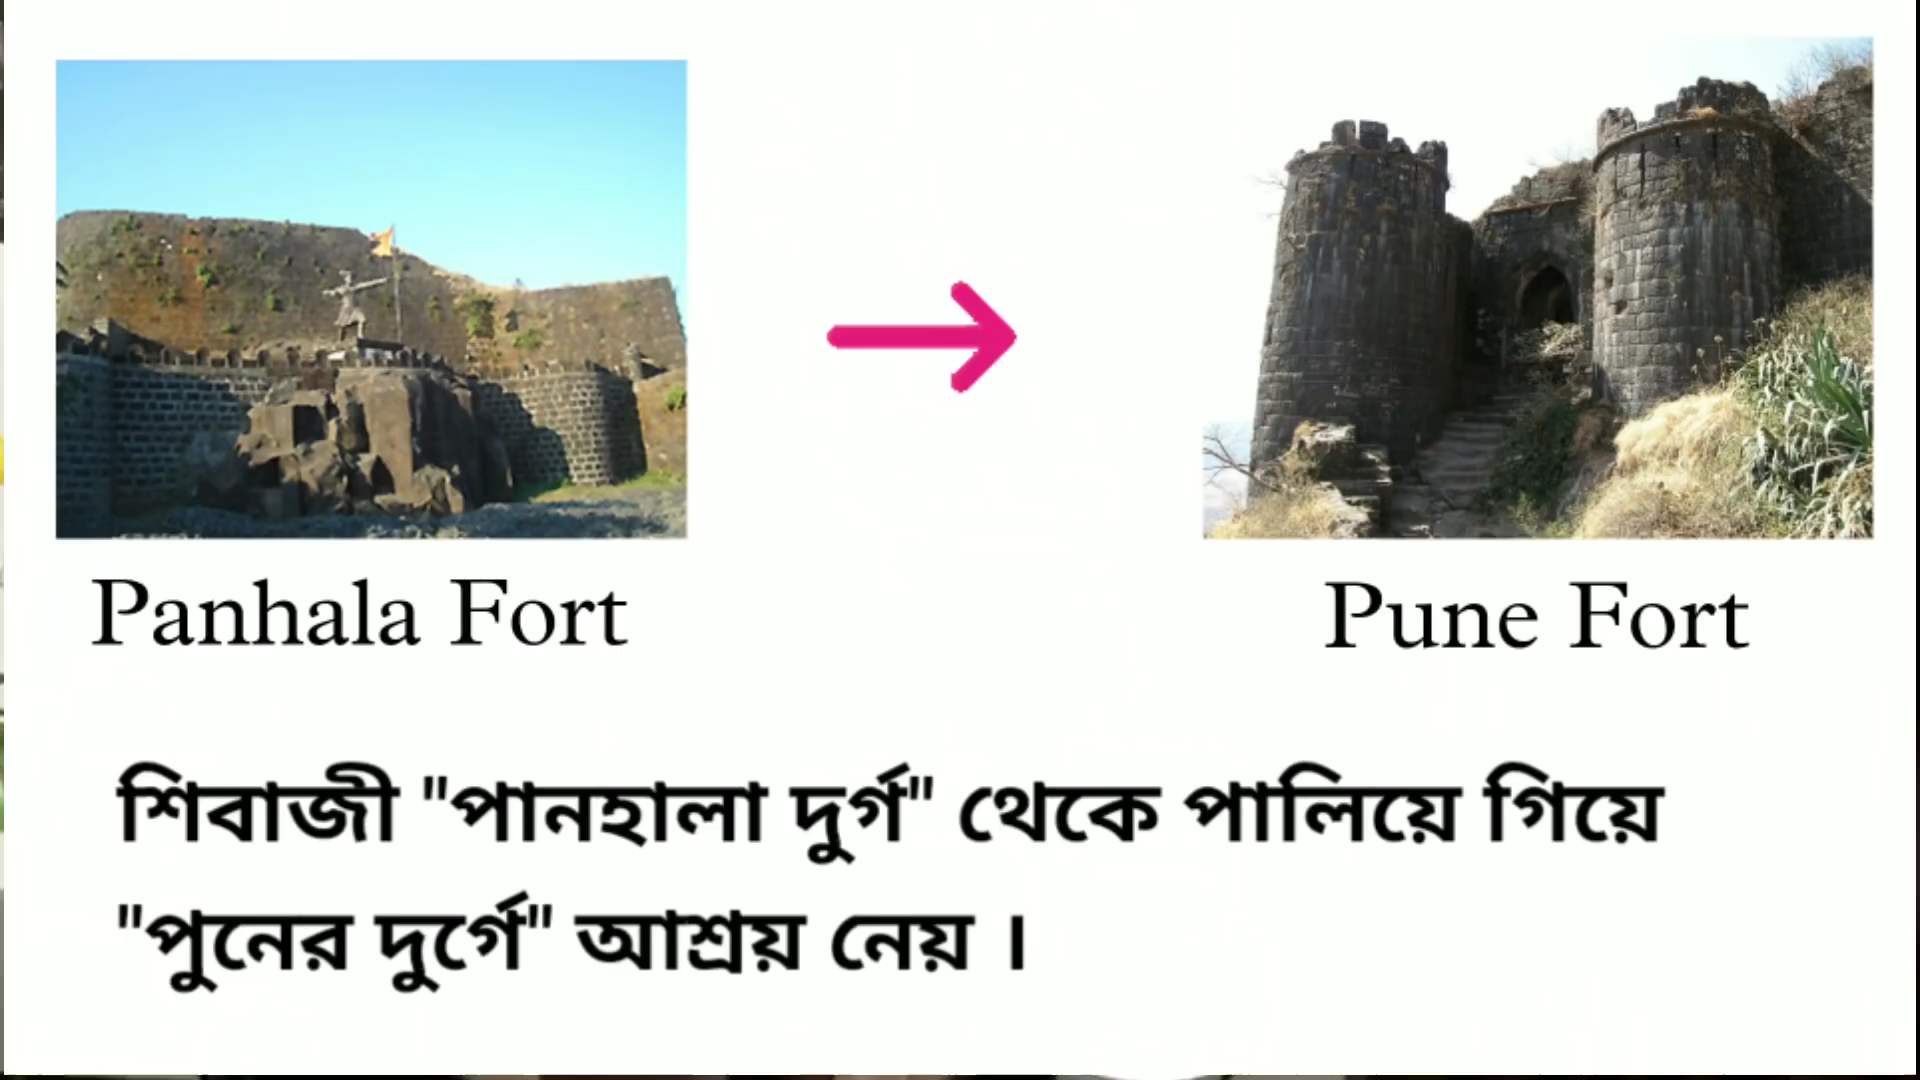 Panhala Fort
Pune Fort
শিবাজী "পানহালা দুর্গ" থেকে পালিয়ে গিয়ে
"পুনের দুর্গে" আশ্রয় নেয় ।